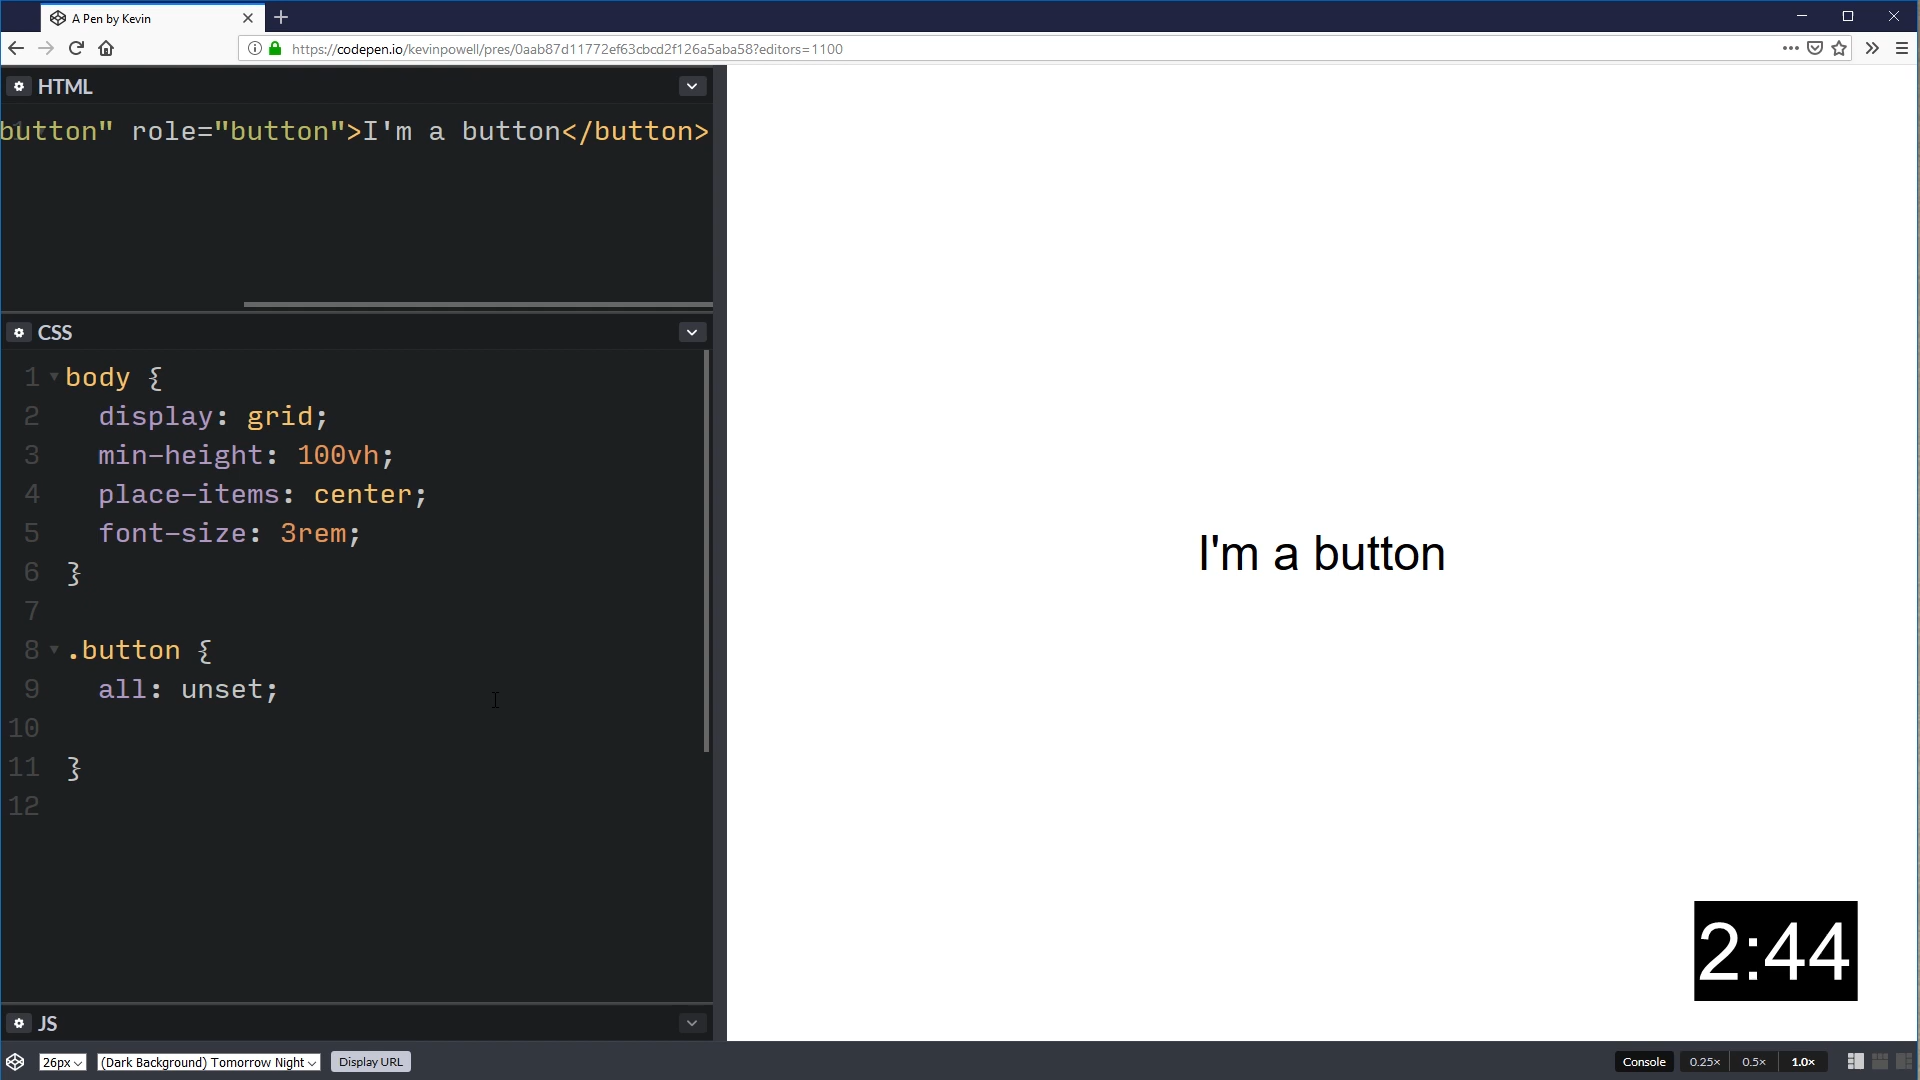 A Pen by Kevin
https://codepen.io/kevinpowell/pres/0aab87d11772ef63cbcd2f126a5aba58?editors=1100
HTML
button" role="button">I'm a button</button>
CSS
1 body {
2 display: grid;
3 min-height: 100vh;
4 place-items: center;
5 font-size: 3rem;
6 }
7
8 .button {
9 all: unset;
10
11 }
12
I'm a button
2:44
JS
26px (Dark Background) Tomorrow Night Display URL Console 0.25× 0.5× 1.0×